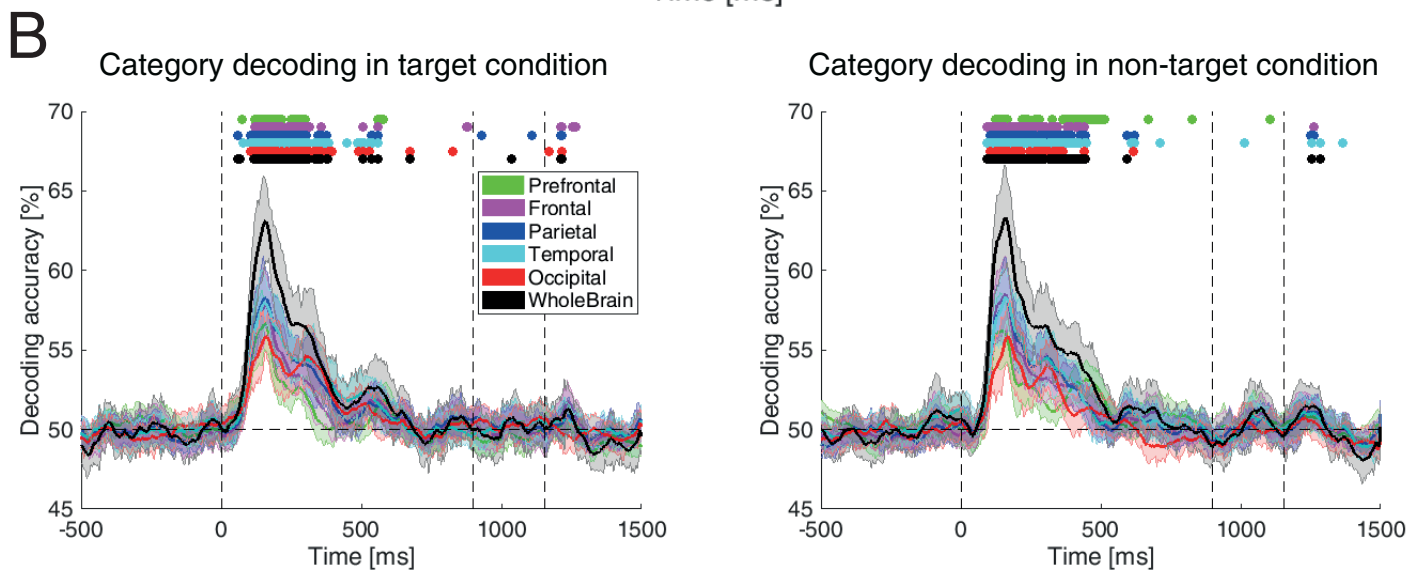 B
Category decoding in target condition
Category decoding in non-target condition
Decoding accuracy [%]
70
65
60
55
50
45
-500
0
500
1000
1500
Time [ms]
Prefrontal
Frontal
Parietal
Temporal
Occipital
WholeBrain
Decoding accuracy [%]
70
65
60
55
50
45
-500
0
500
1000
1500
Time [ms]